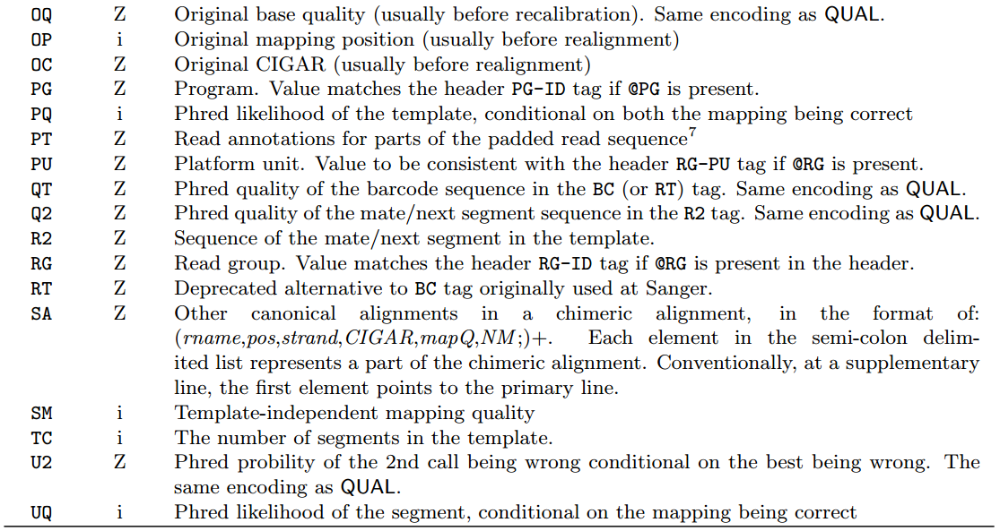 OQ Z Original base quality (usually before recalibration). Same encoding as QUAL.
OP i Original mapping position (usually before realignment)
OC Z Original CIGAR (usually before realignment)
PG Z Program. Value matches the header PG-ID tag if @PG is present.
PQ i Phred likelihood of the template, conditional on both the mapping being correct
PT Z Read annotations for parts of the padded read sequence7
PU Z Platform unit. Value to be consistent with the header RG-PU tag if @RG is present.
QT Z Phred quality of the barcode sequence in the BC (or RT) tag. Same encoding as QUAL.
Q2 Z Phred quality of the mate/next segment sequence in the R2 tag. Same encoding as QUAL.
R2 Z Sequence of the mate/next segment in the template.
RG Z Read group. Value matches the header RG-ID tag if @RG is present in the header.
RT Z Deprecated alternative to BC tag originally used at Sanger.
SA Z Other canonical alignments in a chimeric alignment, in the format of:
(rname,pos,strand,CIGAR,mapQ,NM;)+. Each element in the semi-colon delim-
ited list represents a part of the chimeric alignment. Conventionally, at a supplementary
line, the first element points to the primary line.
SM i Template-independent mapping quality
TC i The number of segments in the template.
U2 Z Phred probility of the 2nd call being wrong conditional on the best being wrong. The
same encoding as QUAL.
UQ i Phred likelihood of the segment, conditional on the mapping being correct